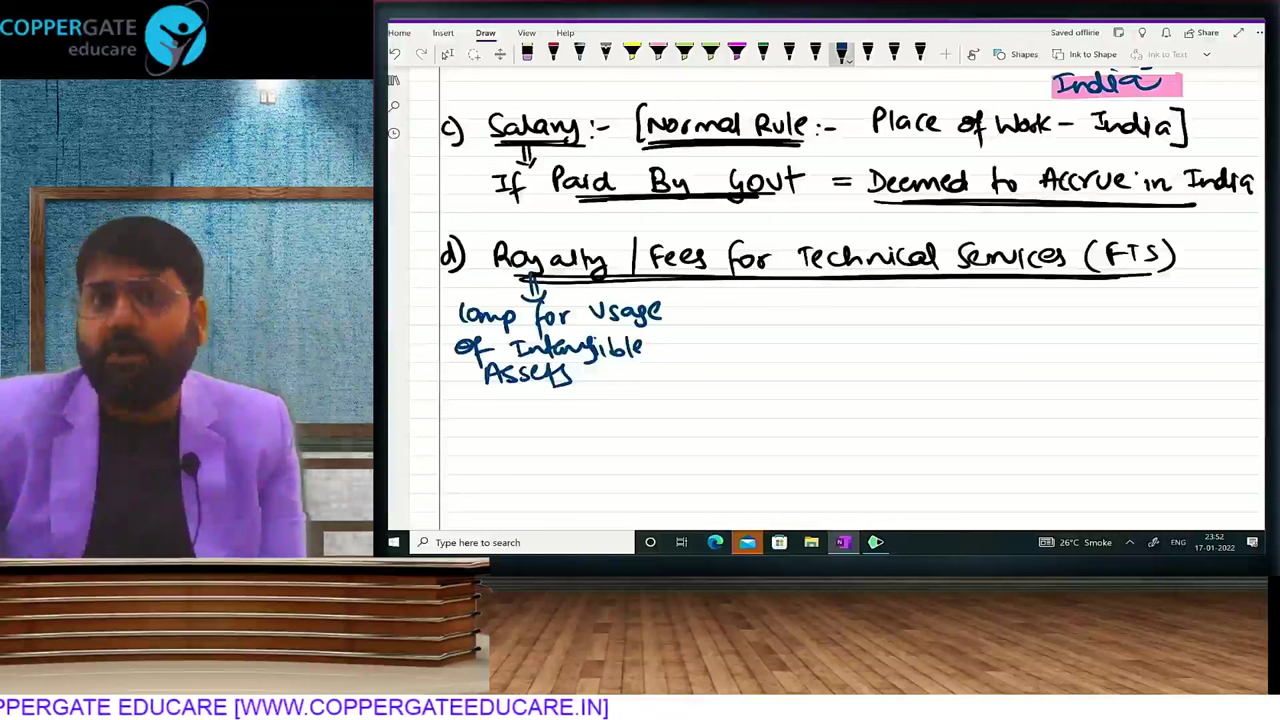 COPPERGATE
educare
Home Insert Draw View Help
Saved offline
Share
Shapes
Ink to Shape
Ink to Text
India
c) Salary :- [Normal Rule :- Place of Work - India]
If Paid By Govt = Deemed to Accrue in India
d) Royalty | Fees for Technical Services (FTS)
Comp for Usage
of Intangible
Assets
Type here to search
26°C Smoke
ENG
23:52
17-01-2022
OPPERGATE EDUCARE [WWW.COPPERGATEEDUCARE.IN]